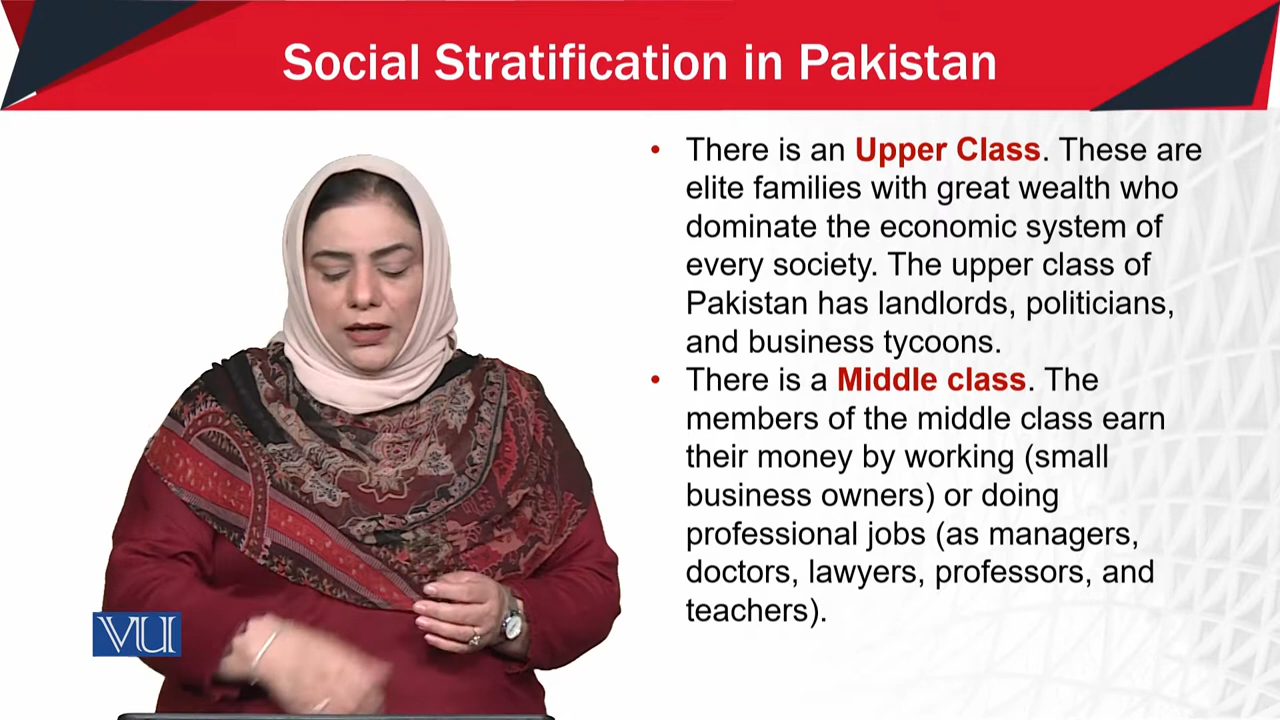 Social Stratification in Pakistan
• There is an Upper Class. These are
elite families with great wealth who
dominate the economic system of
every society. The upper class of
Pakistan has landlords, politicians,
and business tycoons.
• There is a Middle class. The
members of the middle class earn
their money by working (small
business owners) or doing
professional jobs (as managers,
doctors, lawyers, professors, and
teachers).
VU